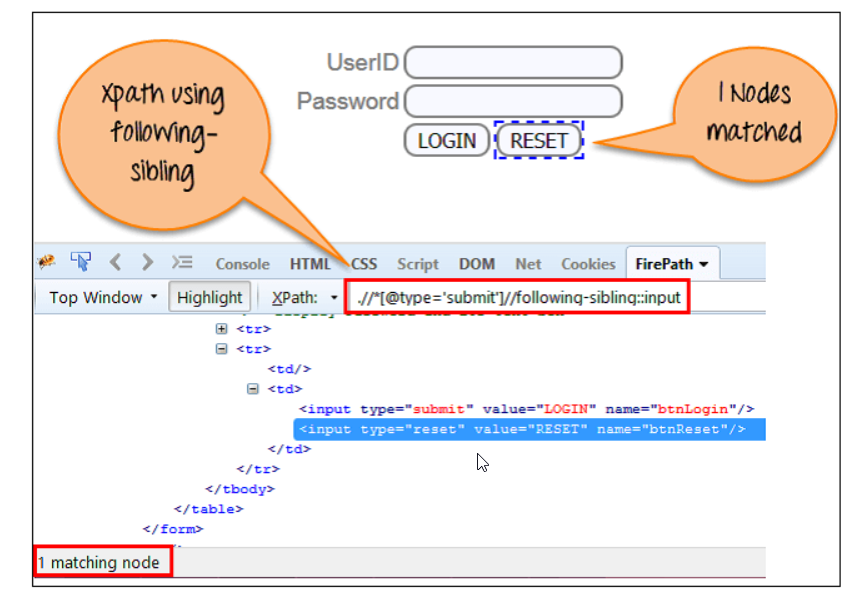 Xpath using
following-
sibling
UserID
Password
LOGIN
RESET
1 Nodes
matched
Console HTML CSS Script DOM Net Cookies FirePath
Top Window Highlight XPath: .//*[@type='submit']//following-sibling::input
<tr>
<tr>
<td/>
<td>
<input type="submit" value="LOGIN" name="btnLogin"/>
<input type="reset" value="RESET" name="btnReset"/>
</td>
</tr>
</tbody>
</table>
</form>
1 matching node